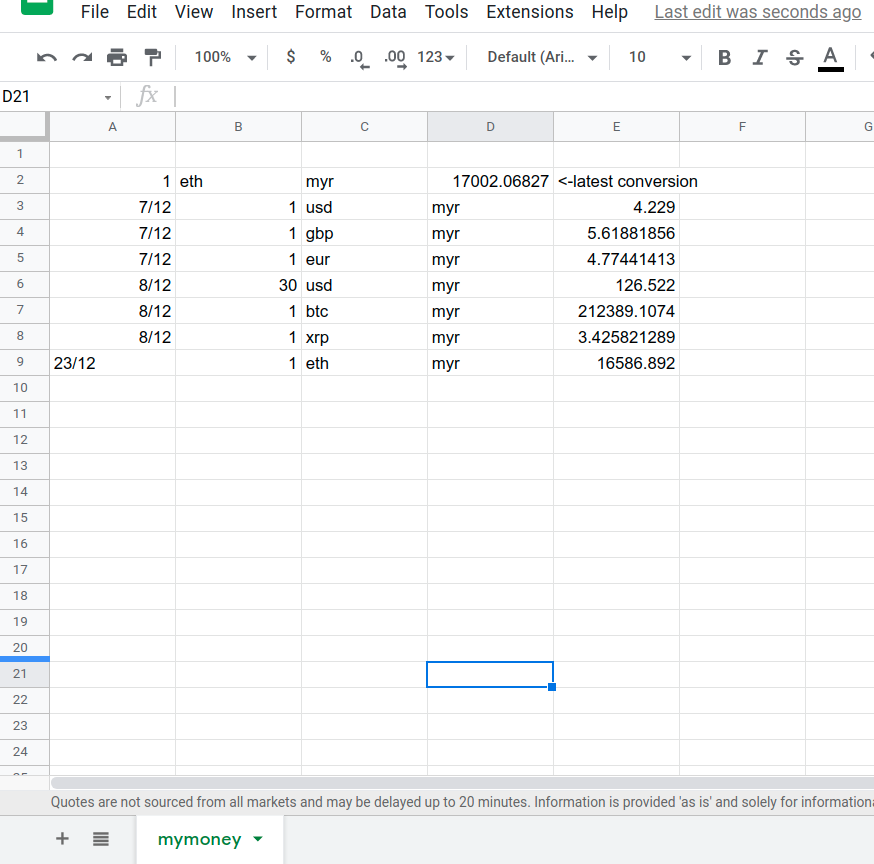 File Edit View Insert Format Data Tools Extensions Help Last edit was seconds ago
100% $ % .0 .00 123 Default (Ari... 10 B I S A
D21 fx
A B C D E F G
1
2 1 eth myr 17002.06827 <-latest conversion
3 7/12 1 usd myr 4.229
4 7/12 1 gbp myr 5.61881856
5 7/12 1 eur myr 4.77441413
6 8/12 30 usd myr 126.522
7 8/12 1 btc myr 212389.1074
8 8/12 1 xrp myr 3.425821289
9 23/12 1 eth myr 16586.892
10
11
12
13
14
15
16
17
18
19
20
21
22
23
24
Quotes are not sourced from all markets and may be delayed up to 20 minutes. Information is provided 'as is' and solely for informationa
mymoney